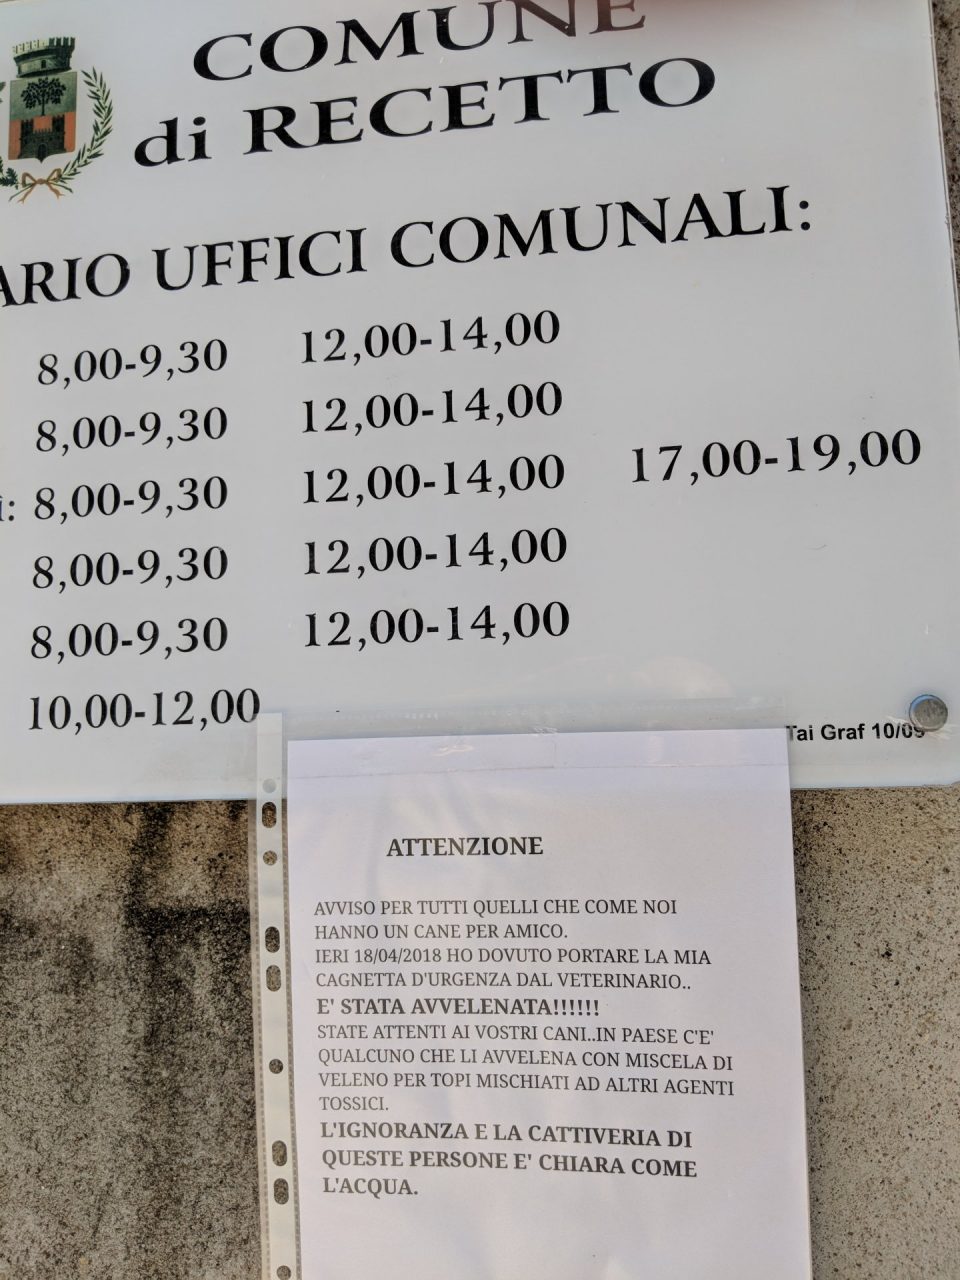 COMUNE
di RECETTO
ARIO UFFICI COMUNALI:
8,00-9,30 12,00-14,00
8,00-9,30 12,00-14,00
ì: 8,00-9,30 12,00-14,00 17,00-19,00
8,00-9,30 12,00-14,00
8,00-9,30 12,00-14,00
10,00-12,00
Tai Graf 10/09
ATTENZIONE
AVVISO PER TUTTI QUELLI CHE COME NOI
HANNO UN CANE PER AMICO.
IERI 18/04/2018 HO DOVUTO PORTARE LA MIA
CAGNETTA D'URGENZA DAL VETERINARIO..
E' STATA AVVELENATA!!!!!!
STATE ATTENTI AI VOSTRI CANI..IN PAESE C'E'
QUALCUNO CHE LI AVVELENA CON MISCELA DI
VELENO PER TOPI MISCHIATI AD ALTRI AGENTI
TOSSICI.
L'IGNORANZA E LA CATTIVERIA DI
QUESTE PERSONE E' CHIARA COME
L'ACQUA.